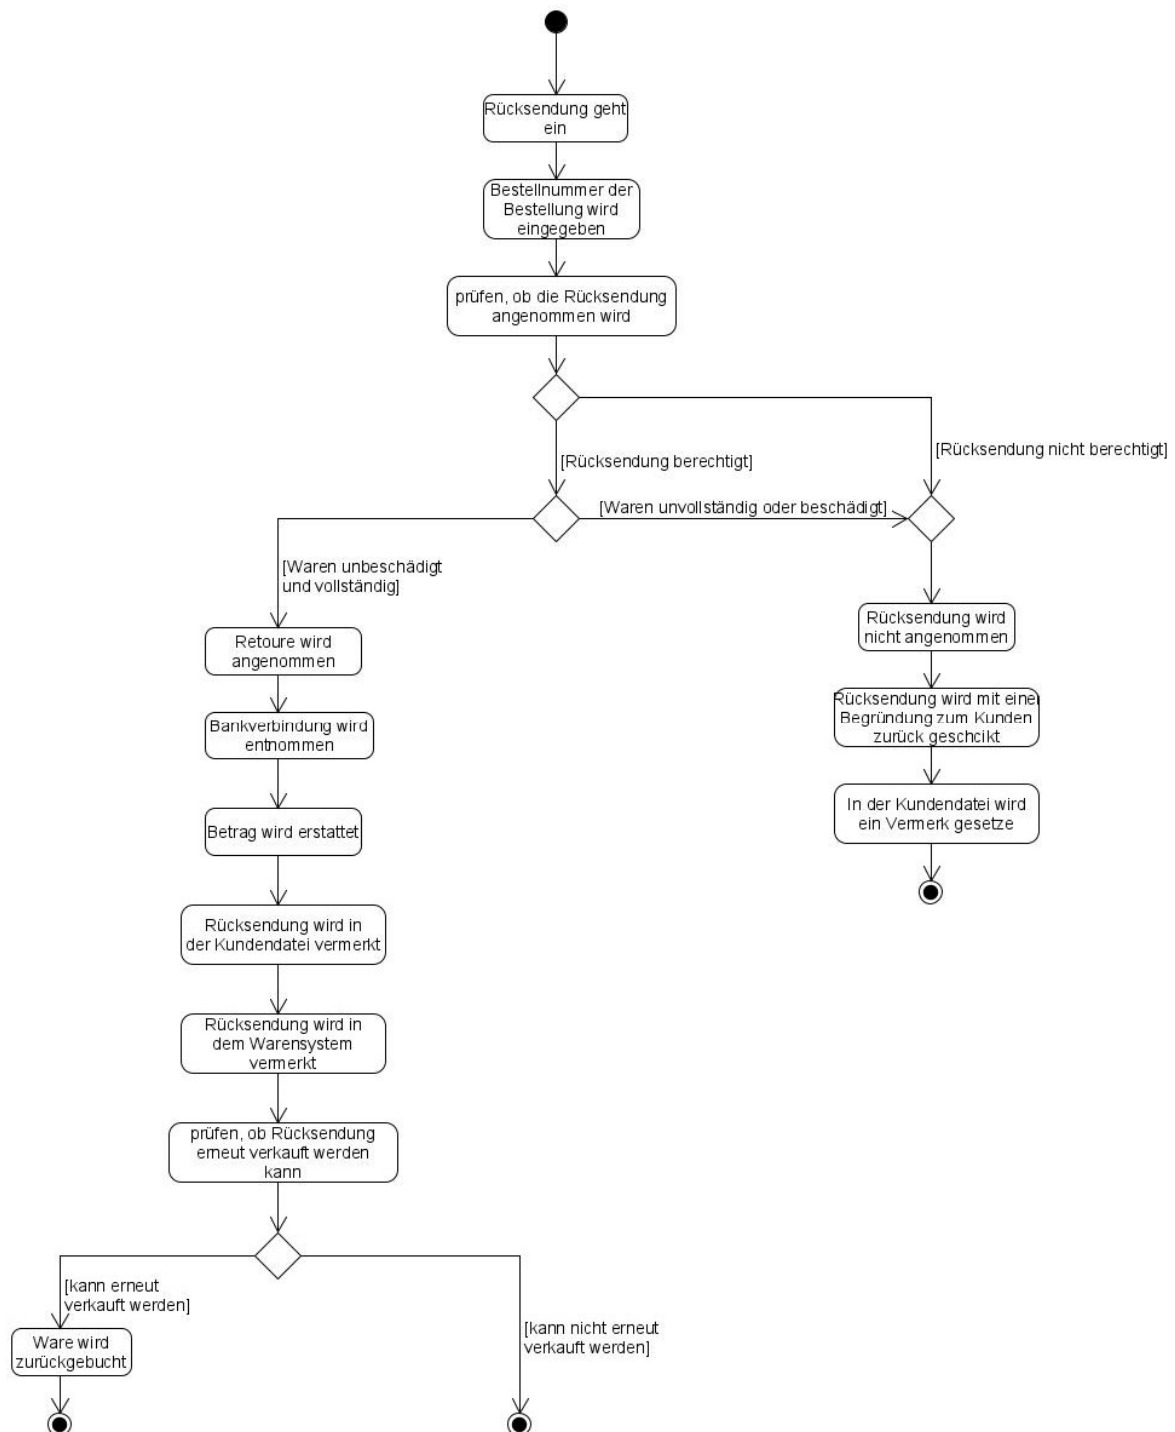 Rücksendung geht
ein
Bestellnummer der
Bestellung wird
eingegeben
prüfen, ob die Rücksendung
angenommen wird
[Rücksendung nicht berechtigt]
[Rücksendung berechtigt]
[Waren unvollständig oder beschädigt]
[Waren unbeschädigt
und vollständig]
Rücksendung wird
nicht angenommen
Retoure wird
angenommen
Rücksendung wird mit einer
Begründung zum Kunden
zurück geschcikt
Bankverbindung wird
entnommen
In der Kundendatei wird
ein Vermerk gesetze
Betrag wird erstattet
Rücksendung wird in
der Kundendatei vermerkt
Rücksendung wird in
dem Warensystem
vermerkt
prüfen, ob Rücksendung
erneut verkauft werden
kann
[kann erneut
verkauft werden]
[kann nicht erneut
verkauft werden]
Ware wird
zurückgebucht